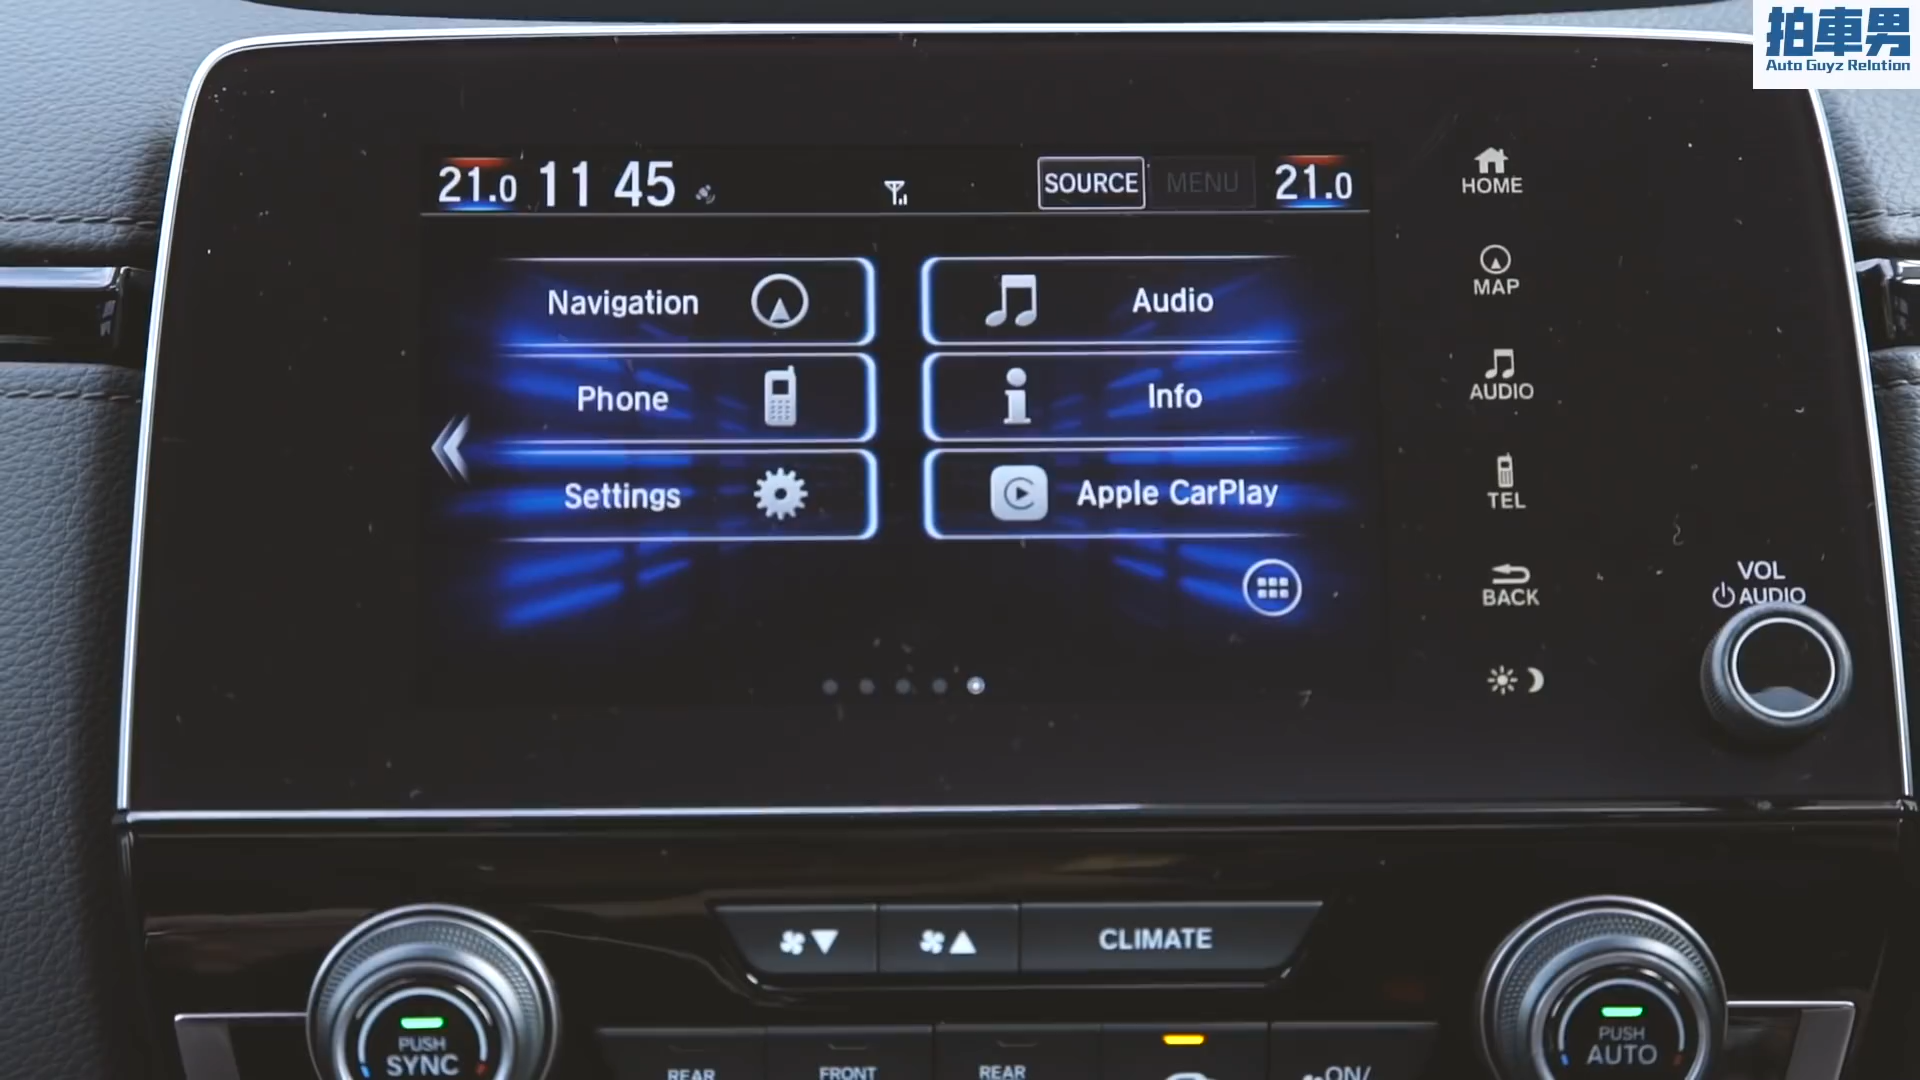 拍車男
Auto Guyz Relation
21.0 11 45 SOURCE MENU 21.0
HOME
Navigation
Audio
MAP
Phone
Info
AUDIO
Settings
Apple CarPlay
TEL
BACK
VOL
AUDIO
CLIMATE
PUSH
SYNC
REAR
FRONT
REAR
ON/
PUSH
AUTO